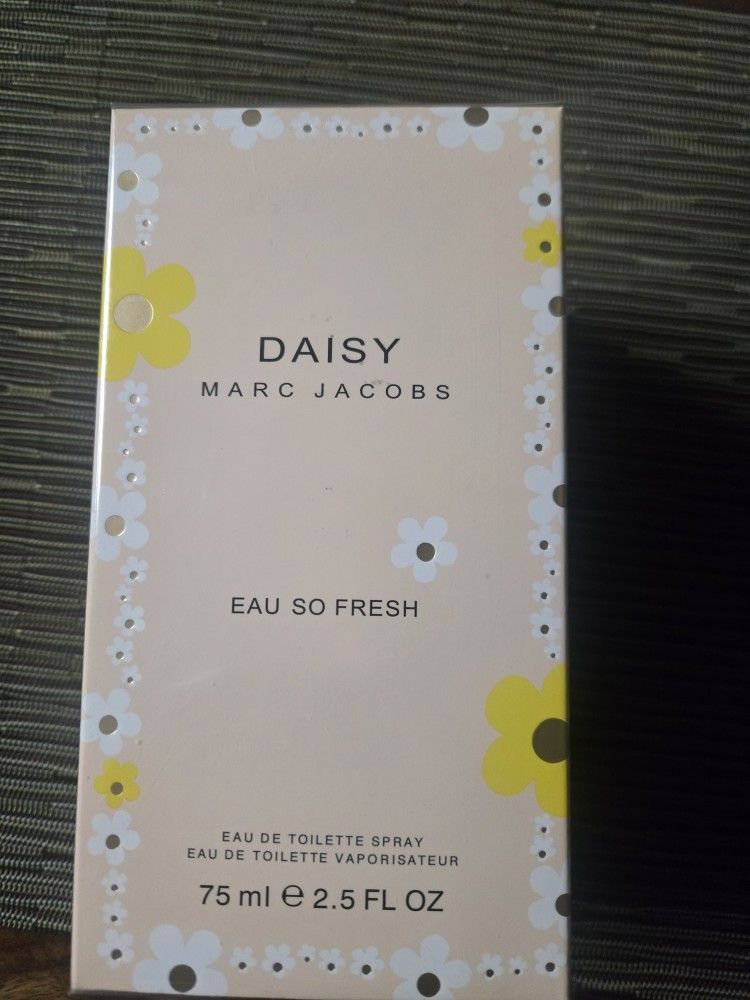 DAISY
MARC JACOBS
EAU SO FRESH
EAU DE TOILETTE SPRAY
EAU DE TOILETTE VAPORISATEUR
75 ml ℮ 2.5 FL OZ